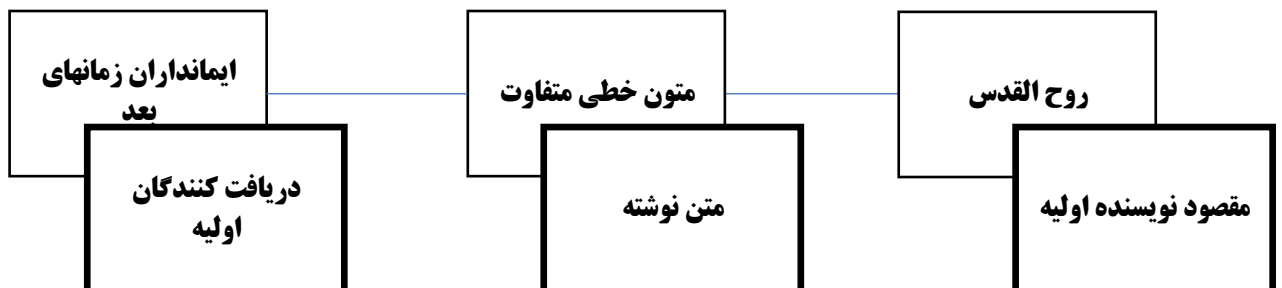 روح القدس
متون خطی متفاوت
ایمانداران زمانهای
بعد
مقصود نویسنده اولیه
متن نوشته
دریافت کنندگان
اولیه